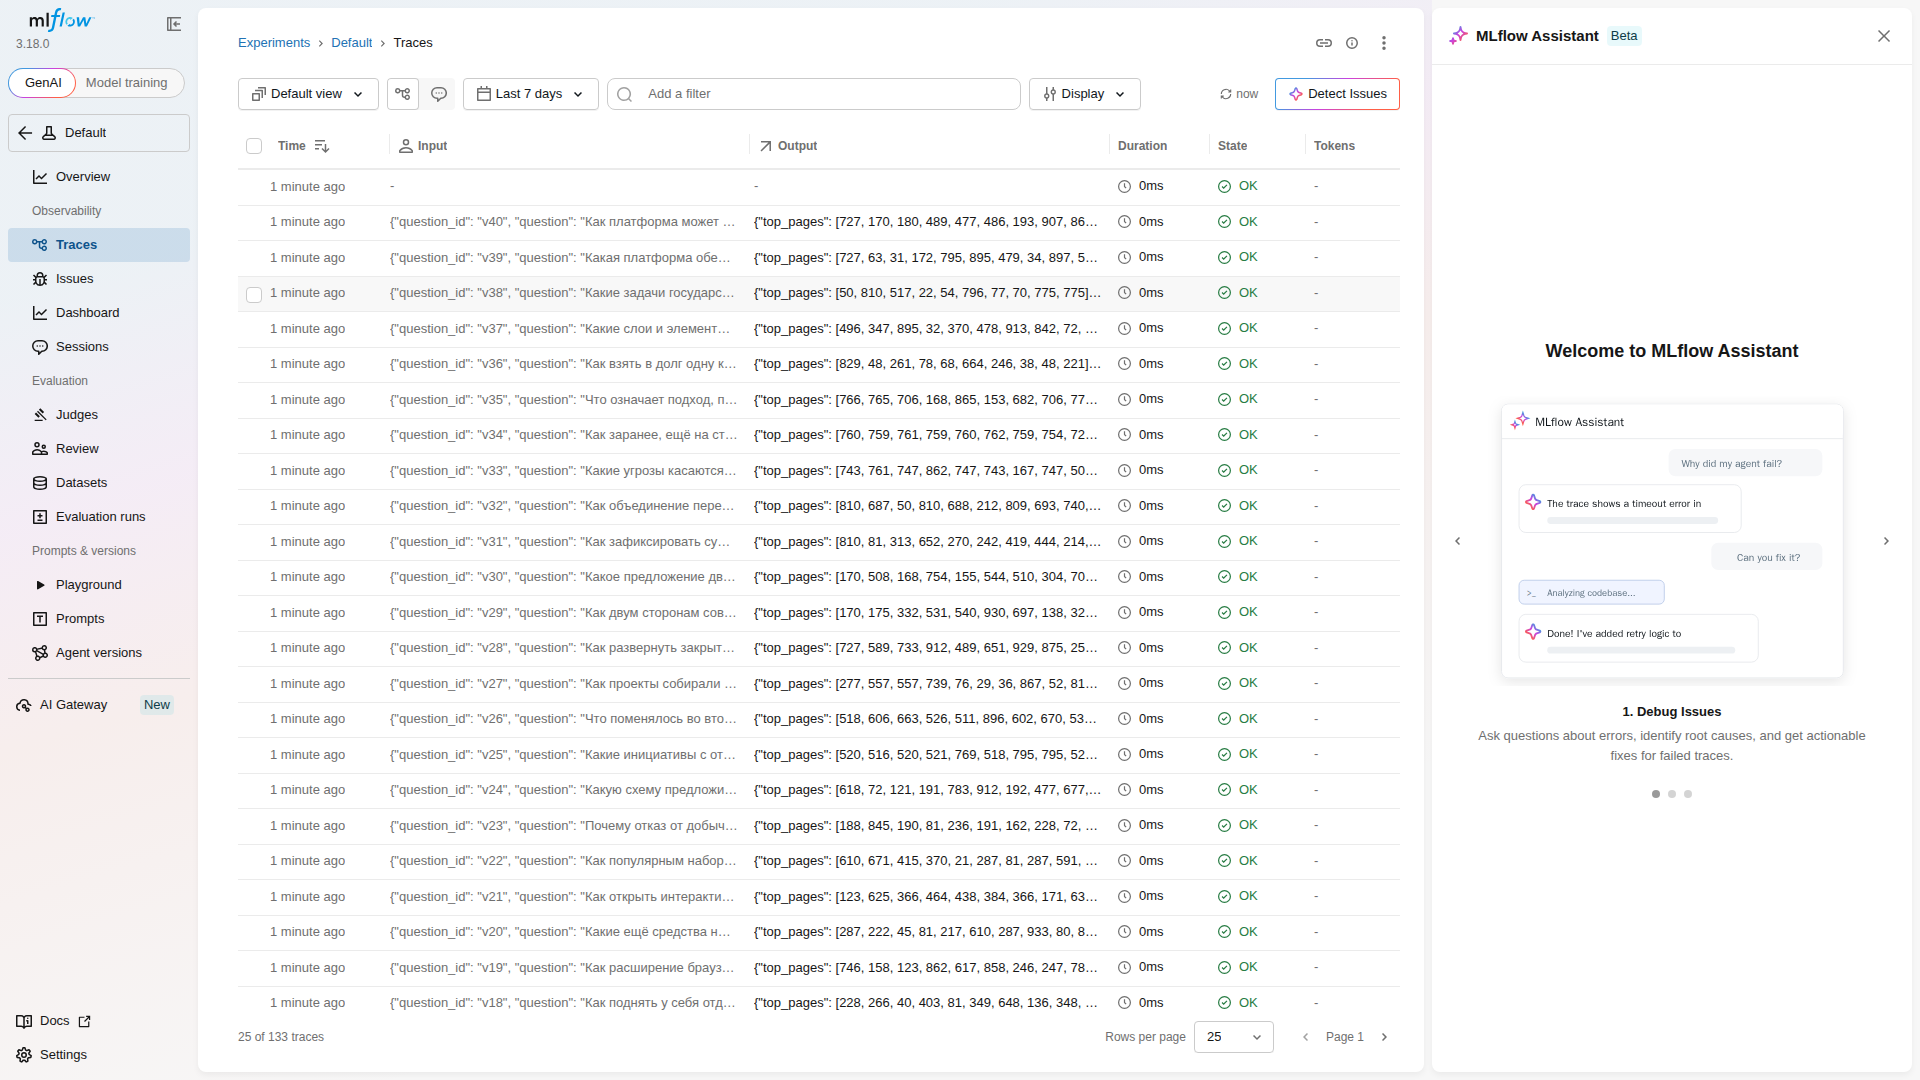 mlflow
3.18.0
GenAI
Model training
Default
Overview
Observability
Traces
Issues
Dashboard
Sessions
Evaluation
Judges
Review
Datasets
Evaluation runs
Prompts & versions
Playground
Prompts
Agent versions
AI Gateway New
Docs
Settings
Experiments › Default › Traces
Default view
Last 7 days
Add a filter
Display
now
Detect Issues
Time Input Output Duration State Tokens
1 minute ago - - 0ms OK -
1 minute ago {"question_id": "v40", "question": "Как платформа может … {"top_pages": [727, 170, 180, 489, 477, 486, 193, 907, 86… 0ms OK -
1 minute ago {"question_id": "v39", "question": "Какая платформа обе… {"top_pages": [727, 63, 31, 172, 795, 895, 479, 34, 897, 5… 0ms OK -
1 minute ago {"question_id": "v38", "question": "Какие задачи государс… {"top_pages": [50, 810, 517, 22, 54, 796, 77, 70, 775, 775]… 0ms OK -
1 minute ago {"question_id": "v37", "question": "Какие слои и элемент… {"top_pages": [496, 347, 895, 32, 370, 478, 913, 842, 72, … 0ms OK -
1 minute ago {"question_id": "v36", "question": "Как взять в долг одну к… {"top_pages": [829, 48, 261, 78, 68, 664, 246, 38, 48, 221]… 0ms OK -
1 minute ago {"question_id": "v35", "question": "Что означает подход, п… {"top_pages": [766, 765, 706, 168, 865, 153, 682, 706, 77… 0ms OK -
1 minute ago {"question_id": "v34", "question": "Как заранее, ещё на ст… {"top_pages": [760, 759, 761, 759, 760, 762, 759, 754, 72… 0ms OK -
1 minute ago {"question_id": "v33", "question": "Какие угрозы касаются… {"top_pages": [743, 761, 747, 862, 747, 743, 167, 747, 50… 0ms OK -
1 minute ago {"question_id": "v32", "question": "Как объединение пере… {"top_pages": [810, 687, 50, 810, 688, 212, 809, 693, 740,… 0ms OK -
1 minute ago {"question_id": "v31", "question": "Как зафиксировать су… {"top_pages": [810, 81, 313, 652, 270, 242, 419, 444, 214,… 0ms OK -
1 minute ago {"question_id": "v30", "question": "Какое предложение дв… {"top_pages": [170, 508, 168, 754, 155, 544, 510, 304, 70… 0ms OK -
1 minute ago {"question_id": "v29", "question": "Как двум сторонам сов… {"top_pages": [170, 175, 332, 531, 540, 930, 697, 138, 32… 0ms OK -
1 minute ago {"question_id": "v28", "question": "Как развернуть закрыт… {"top_pages": [727, 589, 733, 912, 489, 651, 929, 875, 25… 0ms OK -
1 minute ago {"question_id": "v27", "question": "Как проекты собирали … {"top_pages": [277, 557, 557, 739, 76, 29, 36, 867, 52, 81… 0ms OK -
1 minute ago {"question_id": "v26", "question": "Что поменялось во вто… {"top_pages": [518, 606, 663, 526, 511, 896, 602, 670, 53… 0ms OK -
1 minute ago {"question_id": "v25", "question": "Какие инициативы с от… {"top_pages": [520, 516, 520, 521, 769, 518, 795, 795, 52… 0ms OK -
1 minute ago {"question_id": "v24", "question": "Какую схему предложи… {"top_pages": [618, 72, 121, 191, 783, 912, 192, 477, 677,… 0ms OK -
1 minute ago {"question_id": "v23", "question": "Почему отказ от добыч… {"top_pages": [188, 845, 190, 81, 236, 191, 162, 228, 72, … 0ms OK -
1 minute ago {"question_id": "v22", "question": "Как популярным набор… {"top_pages": [610, 671, 415, 370, 21, 287, 81, 287, 591, … 0ms OK -
1 minute ago {"question_id": "v21", "question": "Как открыть интеракти… {"top_pages": [123, 625, 366, 464, 438, 384, 366, 171, 63… 0ms OK -
1 minute ago {"question_id": "v20", "question": "Какие ещё средства н… {"top_pages": [287, 222, 45, 81, 217, 610, 287, 933, 80, 8… 0ms OK -
1 minute ago {"question_id": "v19", "question": "Как расширение брауз… {"top_pages": [746, 158, 123, 862, 617, 858, 246, 247, 78… 0ms OK -
1 minute ago {"question_id": "v18", "question": "Как поднять у себя отд… {"top_pages": [228, 266, 40, 403, 81, 349, 648, 136, 348, … 0ms OK -
25 of 133 traces
Rows per page 25 Page 1
MLflow Assistant Beta
Welcome to MLflow Assistant
MLflow Assistant
Why did my agent fail?
The trace shows a timeout error in
Can you fix it?
>_ Analyzing codebase...
Done! I've added retry logic to
1. Debug Issues
Ask questions about errors, identify root causes, and get actionable
fixes for failed traces.